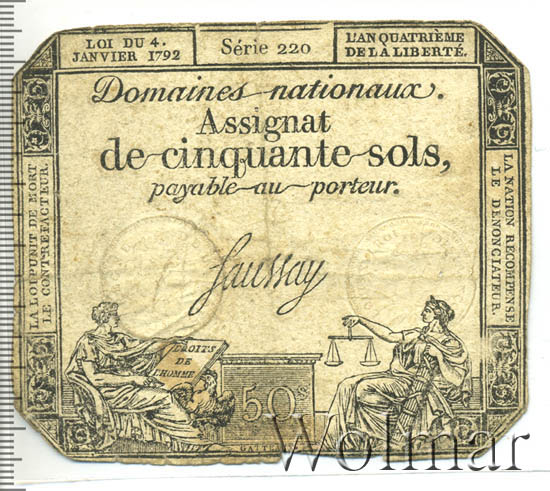 LOI DU 4.
JANVIER 1792
Série 220
L'AN QUATRIÈME
DE LA LIBERTÉ.
Domaines nationaux.
Assignat
de cinquante sols,
payable au porteur.
LA LOI PUNIT DE MORT
LE CONTREFACTEUR.
LA NATION RÉCOMPENSE
LE DÉNONCIATEUR.
Saussay
DROITS
DE
L'HOMME
50 s
Wolmar